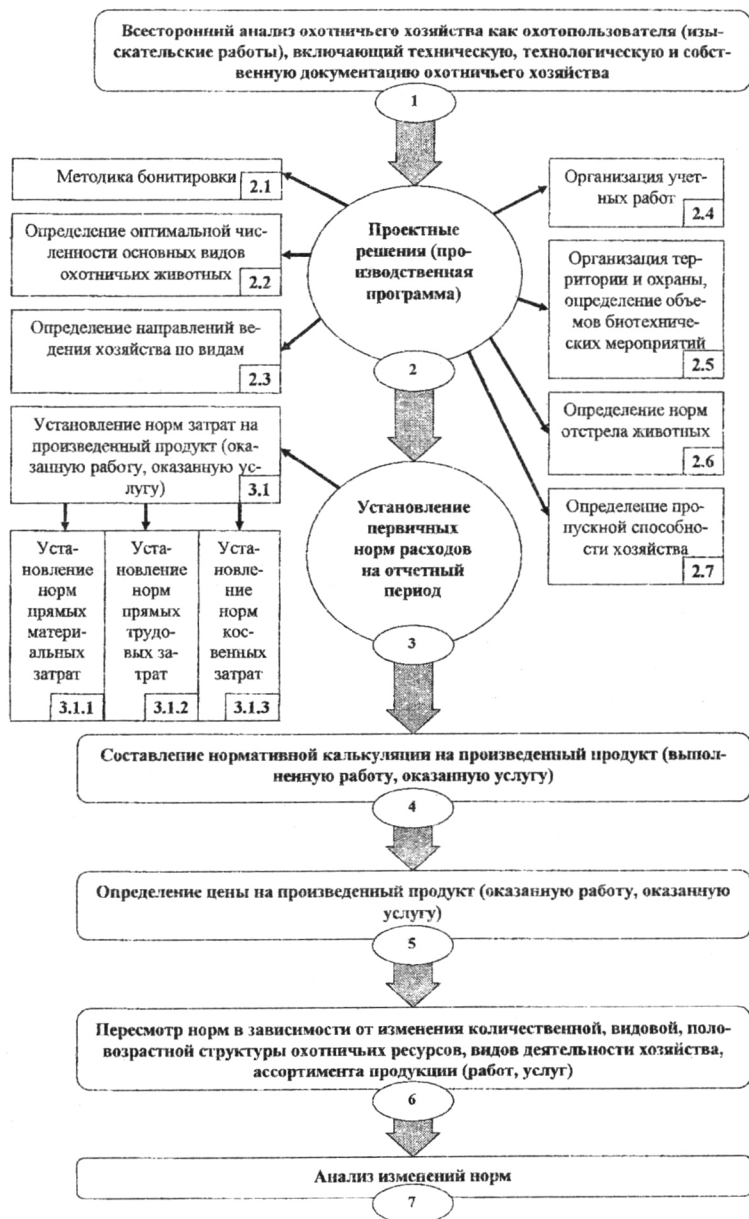 Всесторонний анализ охотничьего хозяйства как охотопользователя (изы-
скательские работы), включающий техническую, технологическую и собст-
венную документацию охотничьего хозяйства
1
Методика бонитировки
2.1
Определение оптимальной чис-
ленности основных видов
охотничьих животных
2.2
Определение направлений ве-
дения хозяйства по видам
2.3
Проектные
решения (про-
изводственная
программа)
2
Организация учет-
ных работ
2.4
Организация тер-
ритории и охраны,
определение объе-
мов биотехниче-
ских мероприятий
2.5
Определение норм
отстрела животных
2.6
Определение про-
пускной способно-
сти хозяйства
2.7
Установление норм затрат на
произведенный продукт (ока-
занную работу, оказанную ус-
лугу)
3.1
Уста-
новление
норм
прямых
матери-
альных
затрат
3.1.1
Уста-
новление
норм
прямых
трудо-
вых за-
трат
3.1.2
Уста-
новле-
ние
норм
кос-
венных
затрат
3.1.3
Установление
первичных
норм расходов
на отчетный
период
3
Составление нормативной калькуляции на произведенный продукт (выпол-
ненную работу, оказанную услугу)
4
Определение цены на произведенный продукт (оказанную работу, оказанную
услугу)
5
Пересмотр норм в зависимости от изменения количественной, видовой, поло-
возрастной структуры охотничьих ресурсов, видов деятельности хозяйства,
ассортимента продукции (работ, услуг)
6
Анализ изменений норм
7